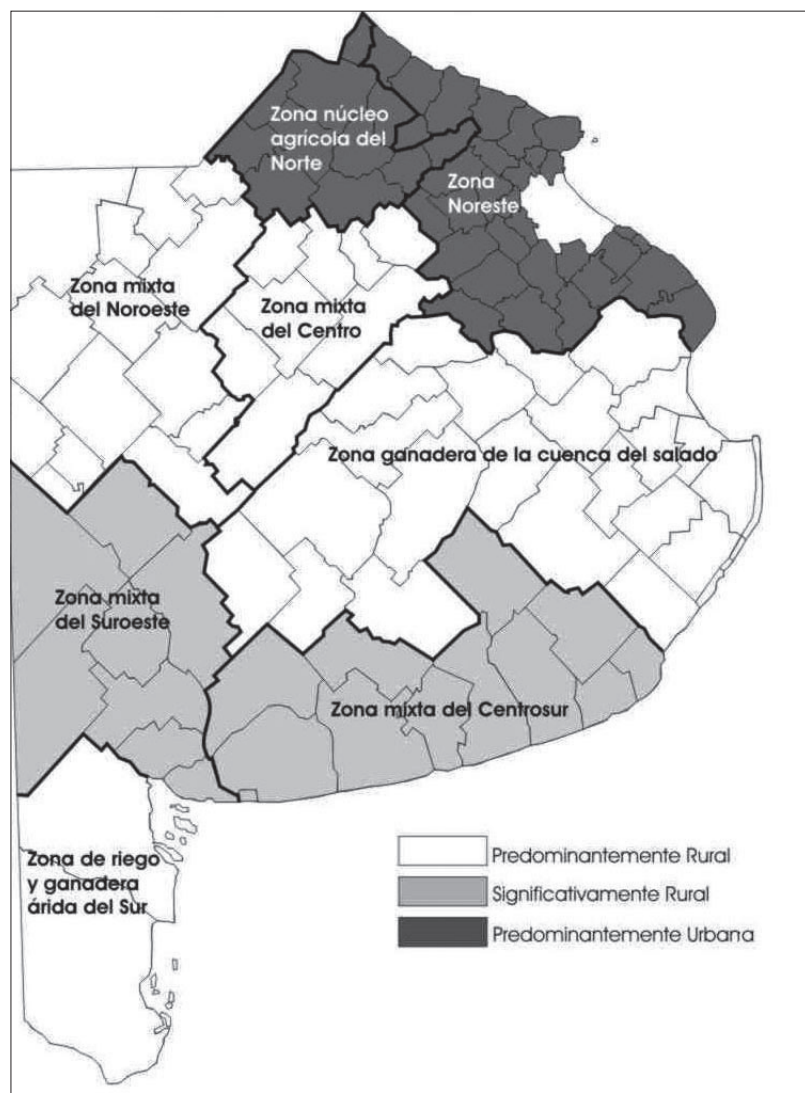 Zona núcleo
agrícola del
Norte
Zona
Noreste
Zona mixta
del Noroeste
Zona mixta
del Centro
Zona ganadera de la cuenca del salado
Zona mixta
del Suroeste
Zona mixta del Centrosur
Zona de riego
y ganadera
árida del Sur
Predominantemente Rural
Significativamente Rural
Predominantemente Urbana